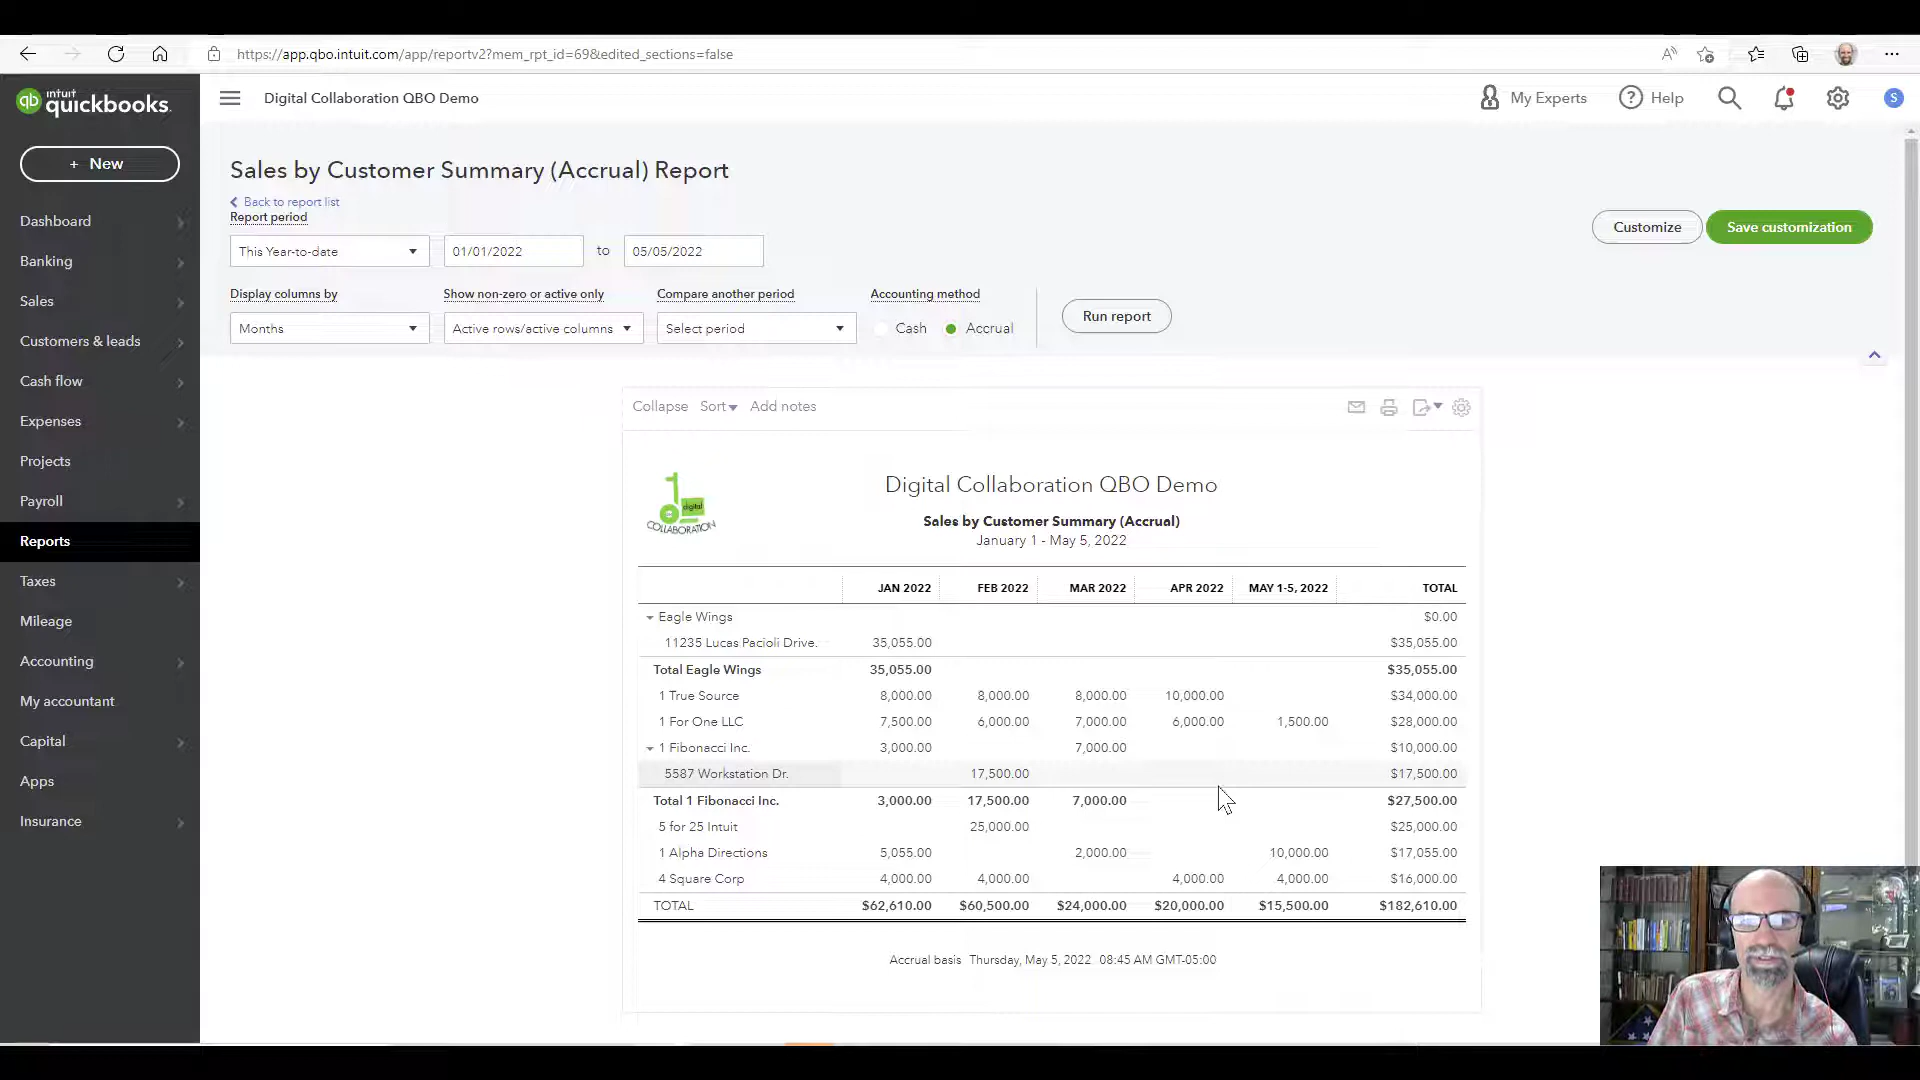 https://app.qbo.intuit.com/app/reportv2?mem_rpt_id=69&edited_sections=false
intuit
quickbooks.
Digital Collaboration QBO Demo
My Experts
Help
S
+ New
Dashboard
Banking
Sales
Customers & leads
Cash flow
Expenses
Projects
Payroll
Reports
Taxes
Mileage
Accounting
My accountant
Capital
Apps
Insurance
Sales by Customer Summary (Accrual) Report
Back to report list
Report period
This Year-to-date 01/01/2022 to 05/05/2022
Customize
Save customization
Display columns by Show non-zero or active only Compare another period Accounting method
Months Active rows/active columns Select period Cash Accrual
Run report
Collapse Sort Add notes
digital
COLLABORATION
Digital Collaboration QBO Demo
Sales by Customer Summary (Accrual)
January 1 - May 5, 2022
JAN 2022 FEB 2022 MAR 2022 APR 2022 MAY 1-5, 2022 TOTAL
Eagle Wings $0.00
11235 Lucas Pacioli Drive. 35,055.00 $35,055.00
Total Eagle Wings 35,055.00 $35,055.00
1 True Source 8,000.00 8,000.00 8,000.00 10,000.00 $34,000.00
1 For One LLC 7,500.00 6,000.00 7,000.00 6,000.00 1,500.00 $28,000.00
1 Fibonacci Inc. 3,000.00 7,000.00 $10,000.00
5587 Workstation Dr. 17,500.00 $17,500.00
Total 1 Fibonacci Inc. 3,000.00 17,500.00 7,000.00 $27,500.00
5 for 25 Intuit 25,000.00 $25,000.00
1 Alpha Directions 5,055.00 2,000.00 10,000.00 $17,055.00
4 Square Corp 4,000.00 4,000.00 4,000.00 4,000.00 $16,000.00
TOTAL $62,610.00 $60,500.00 $24,000.00 $20,000.00 $15,500.00 $182,610.00
Accrual basis Thursday, May 5, 2022 08:45 AM GMT-05:00